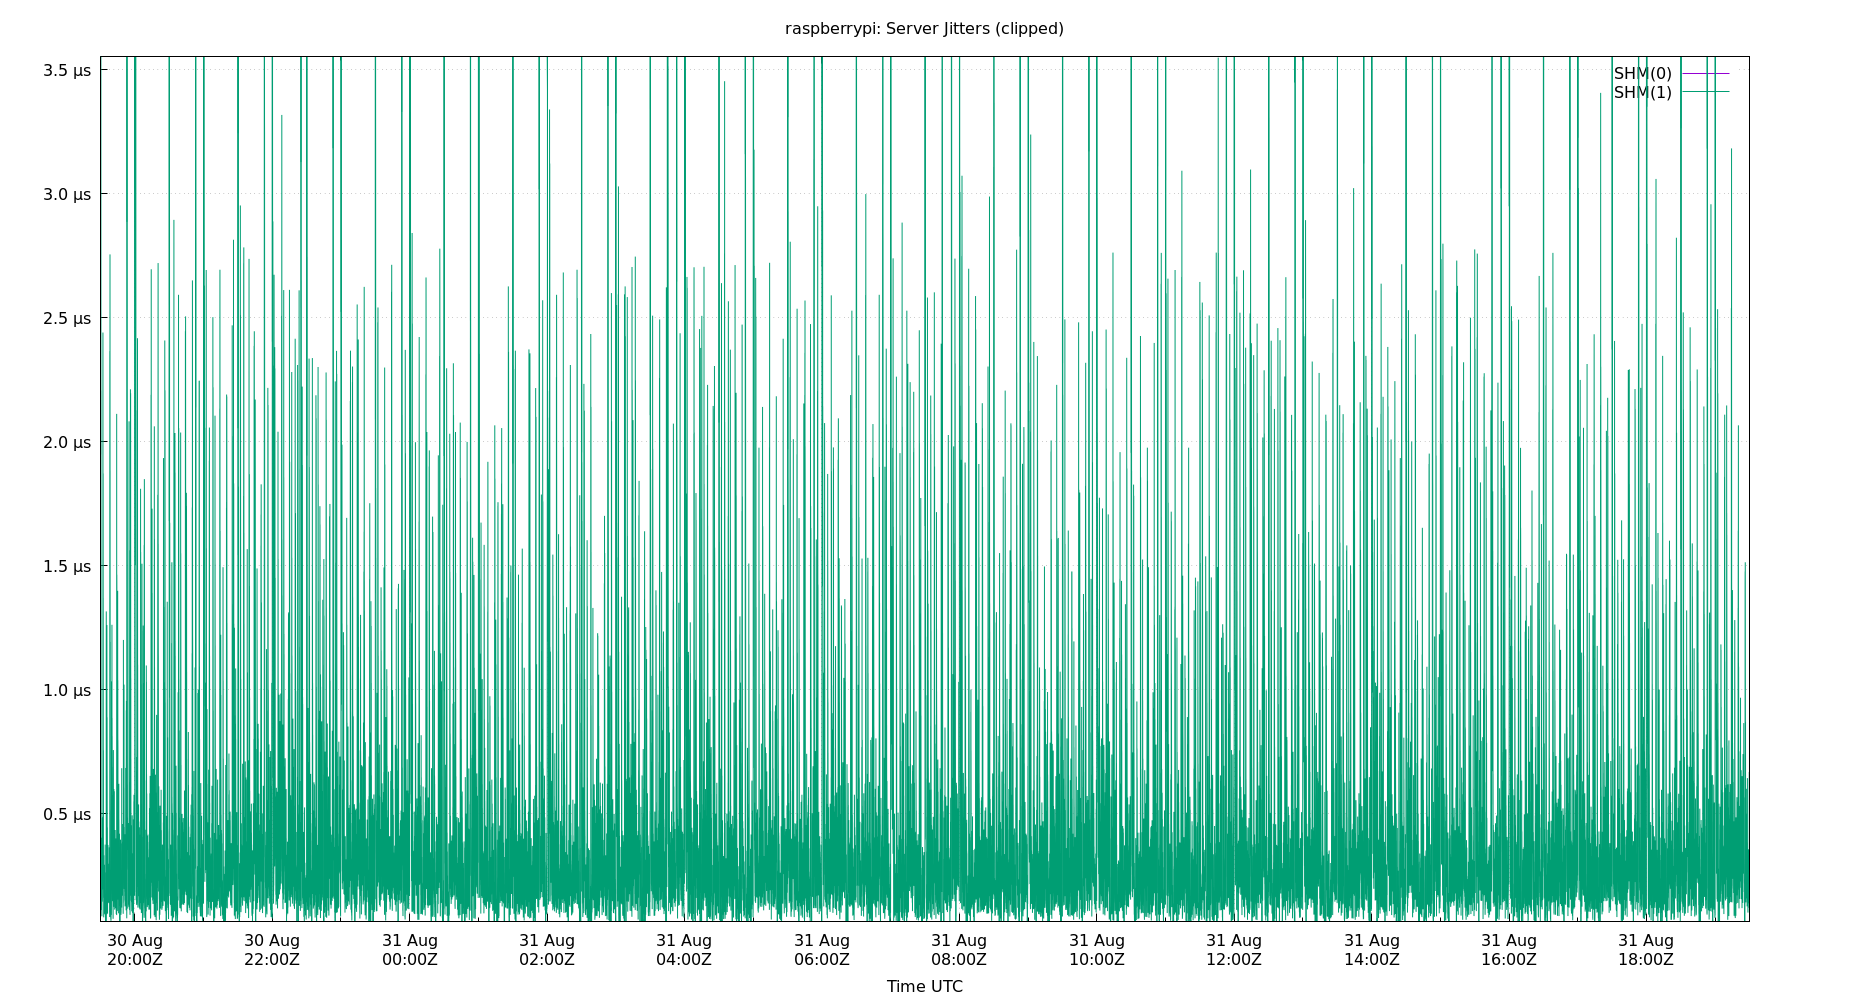 raspberrypi: Server Jitters (clipped)
3.5 µs
3.0 µs
2.5 µs
2.0 µs
1.5 µs
1.0 µs
0.5 µs
SHM(0)
SHM(1)
30 Aug
20:00Z
30 Aug
22:00Z
31 Aug
00:00Z
31 Aug
02:00Z
31 Aug
04:00Z
31 Aug
06:00Z
31 Aug
08:00Z
31 Aug
10:00Z
31 Aug
12:00Z
31 Aug
14:00Z
31 Aug
16:00Z
31 Aug
18:00Z
Time UTC